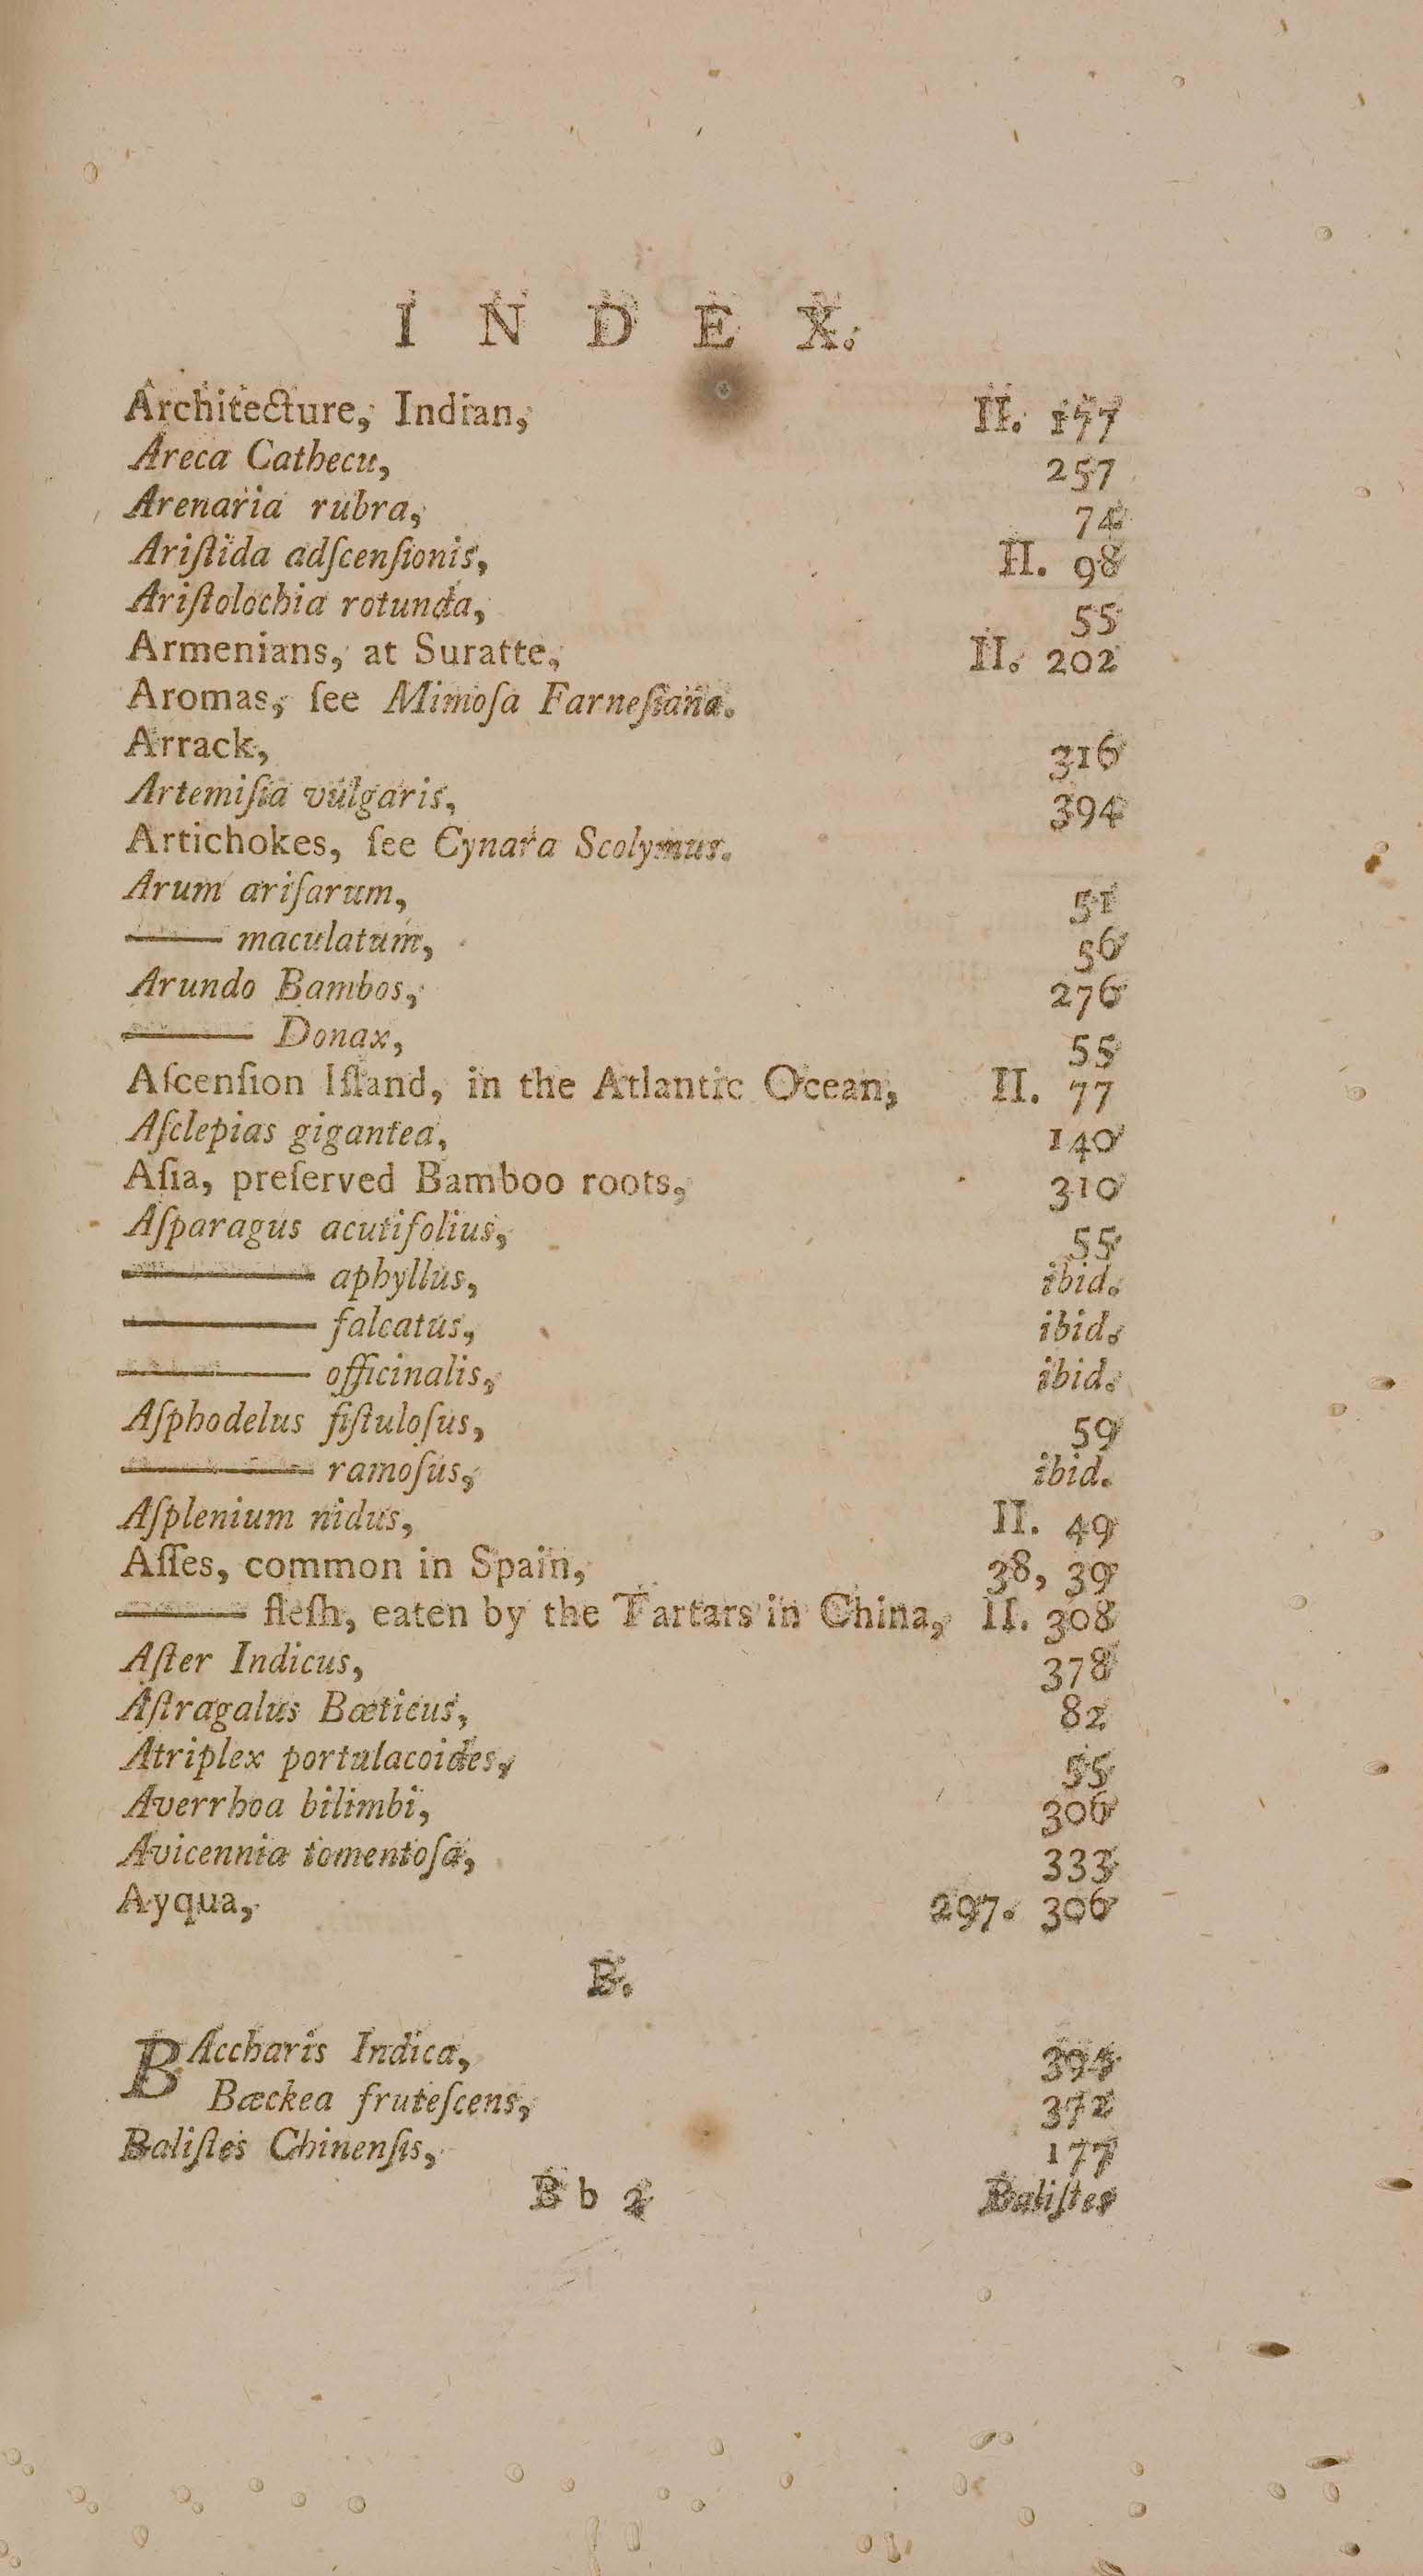 I N D E X.
Architecture, Indian, II. 177
Areca Cathecu, 257
Arenaria rubra, 74
Ariſtida adſcenſionis, II. 98
Ariſtolochia rotunda, 55
Armenians, at Suratte, II. 202
Aromas, ſee Mimoſa Farneſiana.
Arrack, 316
Artemiſia vulgaris, 394
Artichokes, ſee Cynara Scolymus.
Arum ariſarum, 51
—— maculatum, 56
Arundo Bambos, 276
—— Donax, 55
Aſcenſion Iſland, in the Atlantic Ocean, II. 77
Aſclepias gigantea, 140
Aſia, preſerved Bamboo roots, 310
Aſparagus acutifolius, 55
—— aphyllus, ibid.
—— falcatus, ibid.
—— officinalis, ibid.
Aſphodelus fiſtuloſus, 59
—— ramoſus, ibid.
Aſplenium nidus, II. 49
Aſſes, common in Spain, 38, 39
—— fleſh, eaten by the Tartars in China, II. 308
Aſter Indicus, 378
Aſtragalus Bœticus, 82
Atriplex portulacoides, 55
Averrhoa bilimbi, 306
Avicennia tomentoſa, 333
Ayqua, 297. 306
B.
BAccharis Indica,
Bæckea fruteſcens, 372
Baliſtes Chinenſis, 177
B b 2 Baliſtes